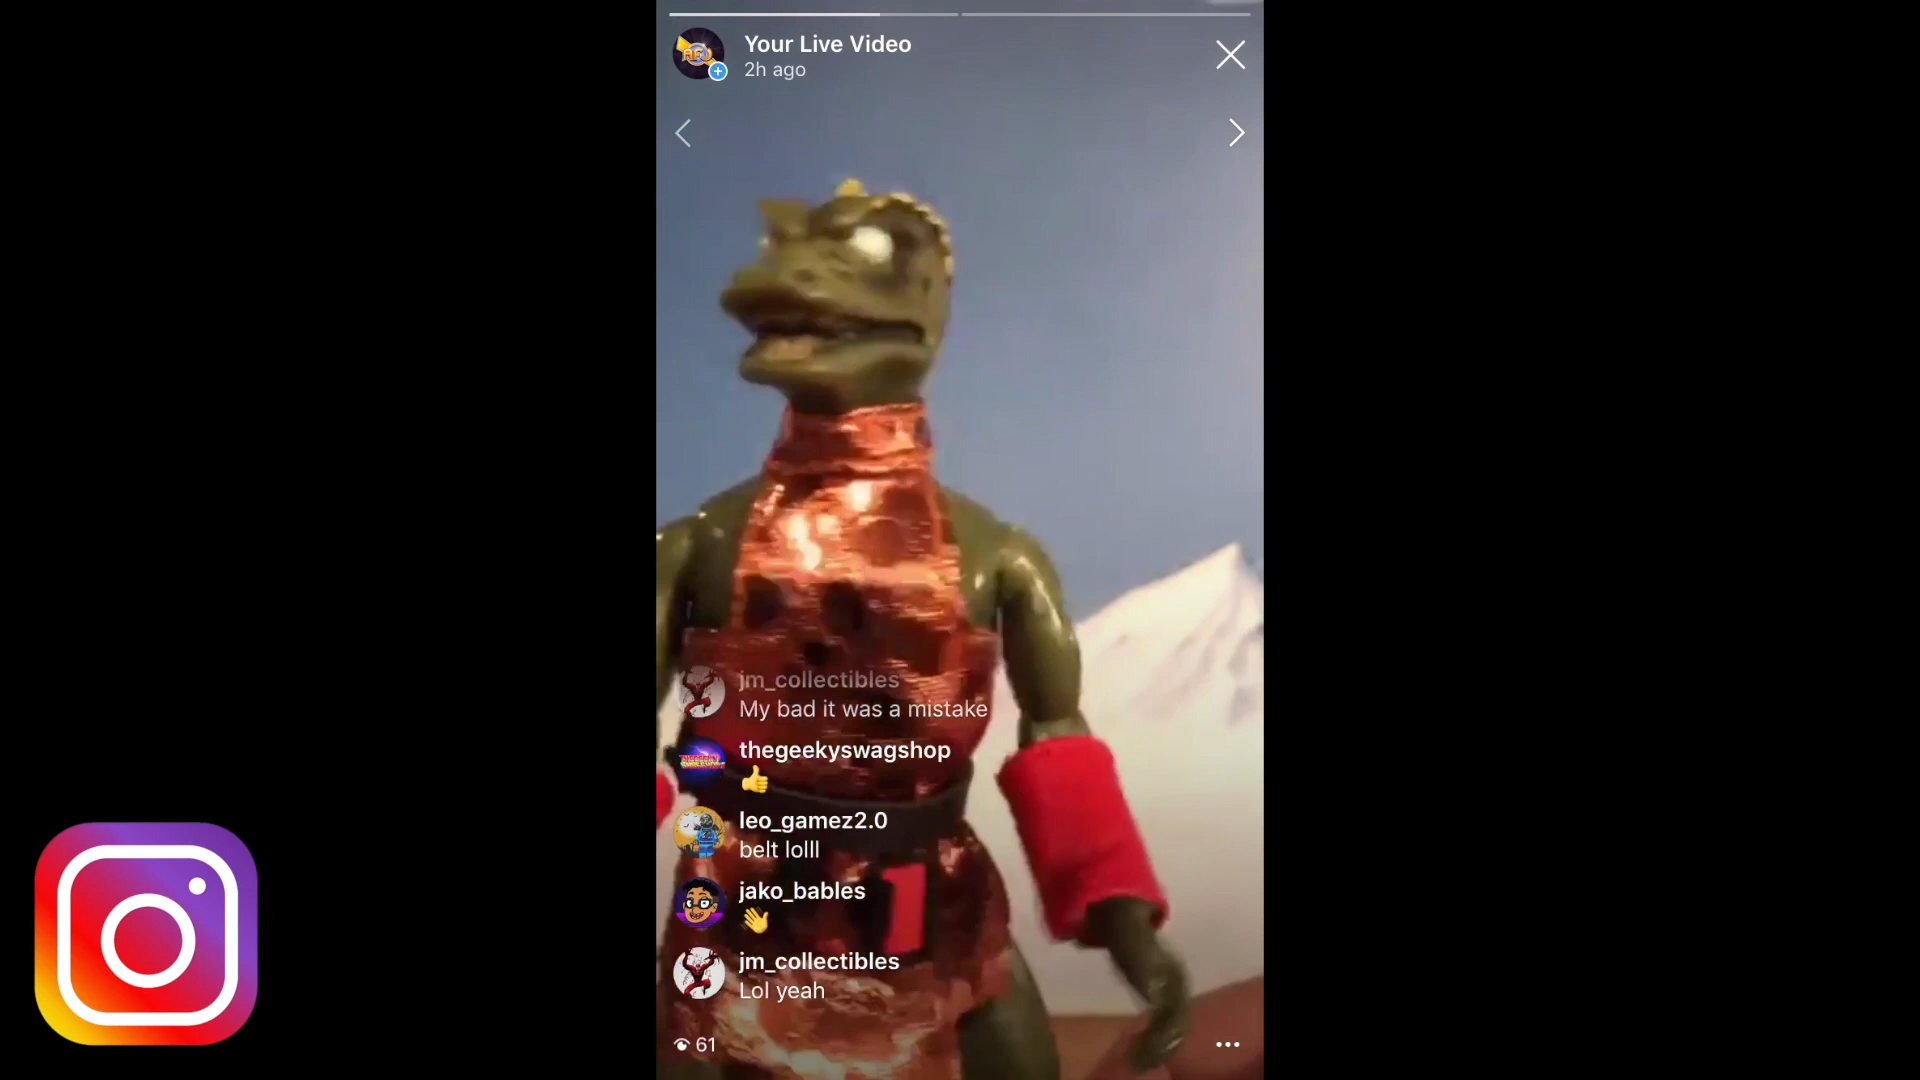 Your Live Video
2h ago
jm_collectibles
My bad it was a mistake
thegeekyswagshop
👍
leo_gamez2.0
belt lolll
jako_bables
👋
1
jm_collectibles
Lol yeah
61